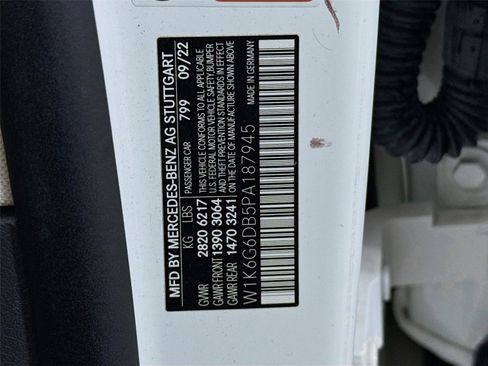 MFD BY MERCEDES-BENZ AG STUTTGART
PASSENGER CAR 799 09/22
KG LBS
GVWR 2820 6217
GAWR FRONT 1390 3064
GAWR REAR 1470 3241
THIS VEHICLE CONFORMS TO ALL APPLICABLE
U.S. FEDERAL MOTOR VEHICLE SAFETY, BUMPER
AND THEFT PREVENTION STANDARDS IN EFFECT
ON THE DATE OF MANUFACTURE SHOWN ABOVE
W1K6G6DB5PA187945
MADE IN GERMANY